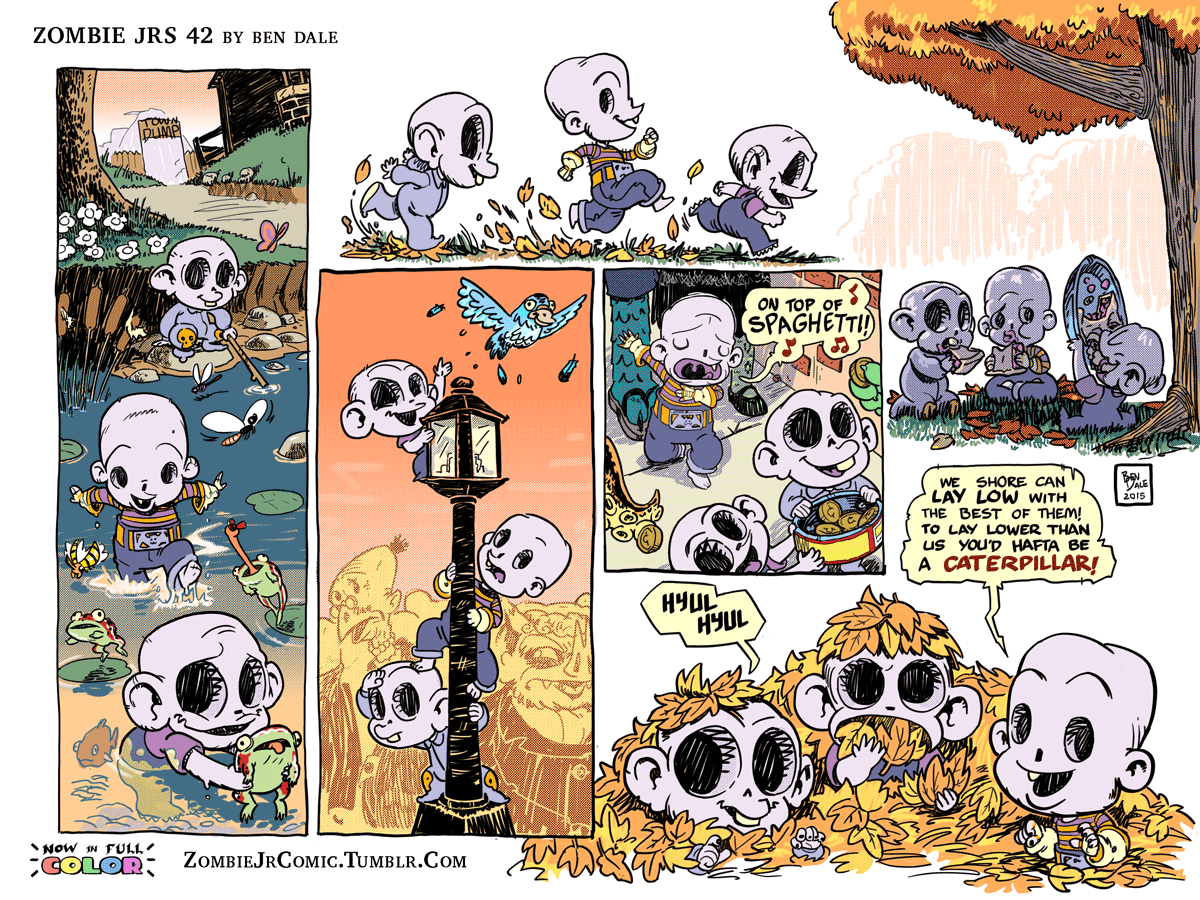 ZOMBIE JRS 42 BY BEN DALE
TOWN
DUMP
ON TOP OF
SPAGHETTI!
BEN
DALE
2015
WE SHORE CAN
LAY LOW WITH
THE BEST OF THEM!
TO LAY LOWER THAN
US YOU'D HAFTA BE
A CATERPILLAR!
HYUL
HYUL
NOW IN FULL
COLOR
ZOMBIEJRCOMIC.TUMBLR.COM